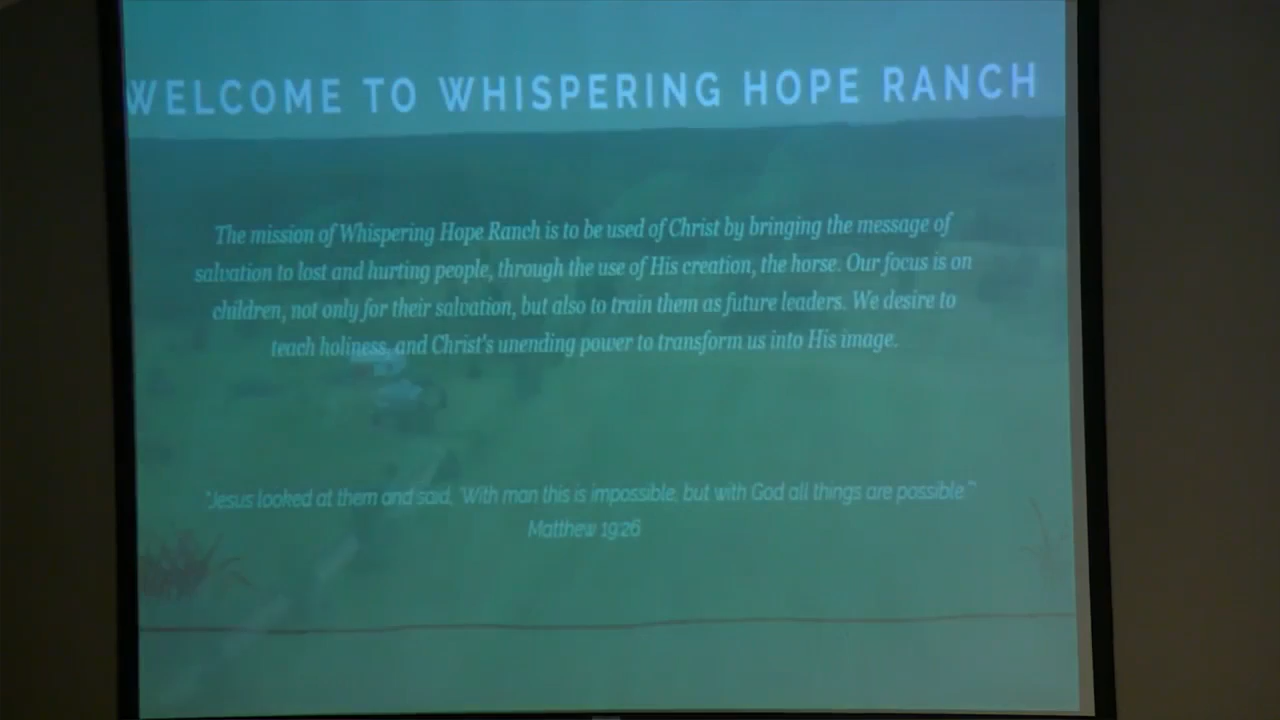 WELCOME TO WHISPERING HOPE RANCH
The mission of Whispering Hope Ranch is to be used of Christ by bringing the message of
salvation to lost and hurting people, through the use of His creation, the horse. Our focus is on
children, not only for their salvation, but also to train them as future leaders. We desire to
teach holiness, and Christ's unending power to transform us into His image.
"Jesus looked at them and said, 'With man this is impossible, but with God all things are possible'"
Matthew 19:26